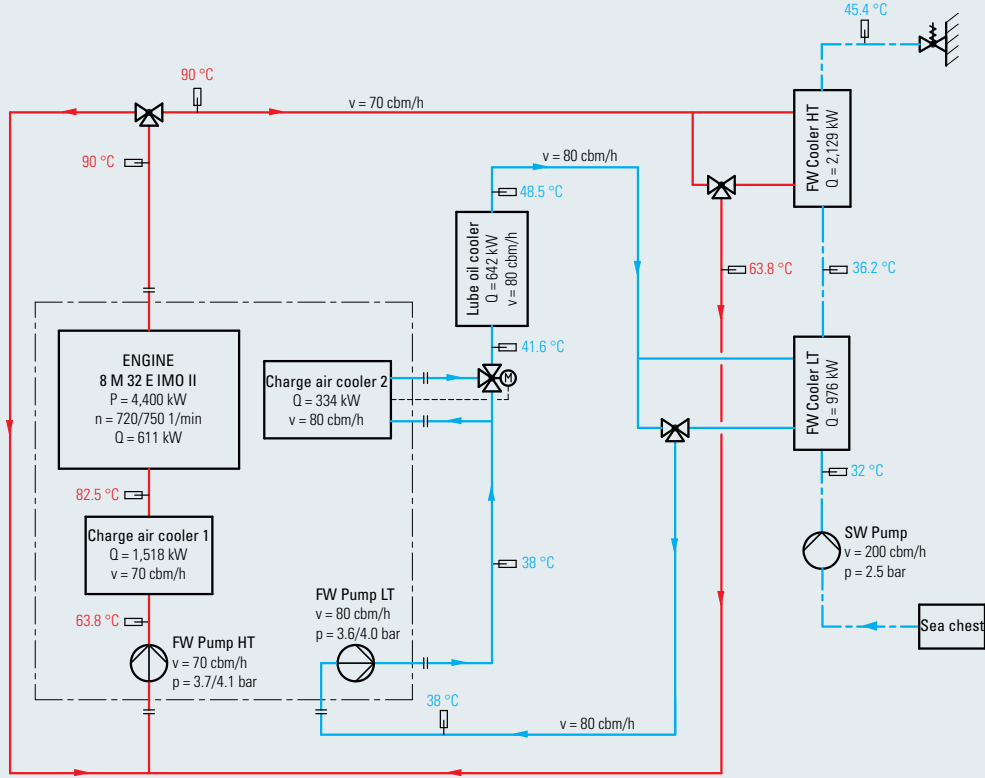 45.4 °C
90 °C
v = 70 cbm/h
FW Cooler HT
Q = 2,129 kW
90 °C
v = 80 cbm/h
48.5 °C
Lube oil cooler
Q = 642 kW
v = 80 cbm/h
63.8 °C
36.2 °C
41.6 °C
ENGINE
8 M 32 E IMO II
P = 4,400 kW
n = 720/750 1/min
Q = 611 kW
Charge air cooler 2
Q = 334 kW
v = 80 cbm/h
M
FW Cooler LT
Q = 976 kW
82.5 °C
32 °C
Charge air cooler 1
Q = 1,518 kW
v = 70 cbm/h
SW Pump
v = 200 cbm/h
p = 2.5 bar
38 °C
63.8 °C
FW Pump LT
v = 80 cbm/h
p = 3.6/4.0 bar
Sea chest
FW Pump HT
v = 70 cbm/h
p = 3.7/4.1 bar
38 °C
v = 80 cbm/h